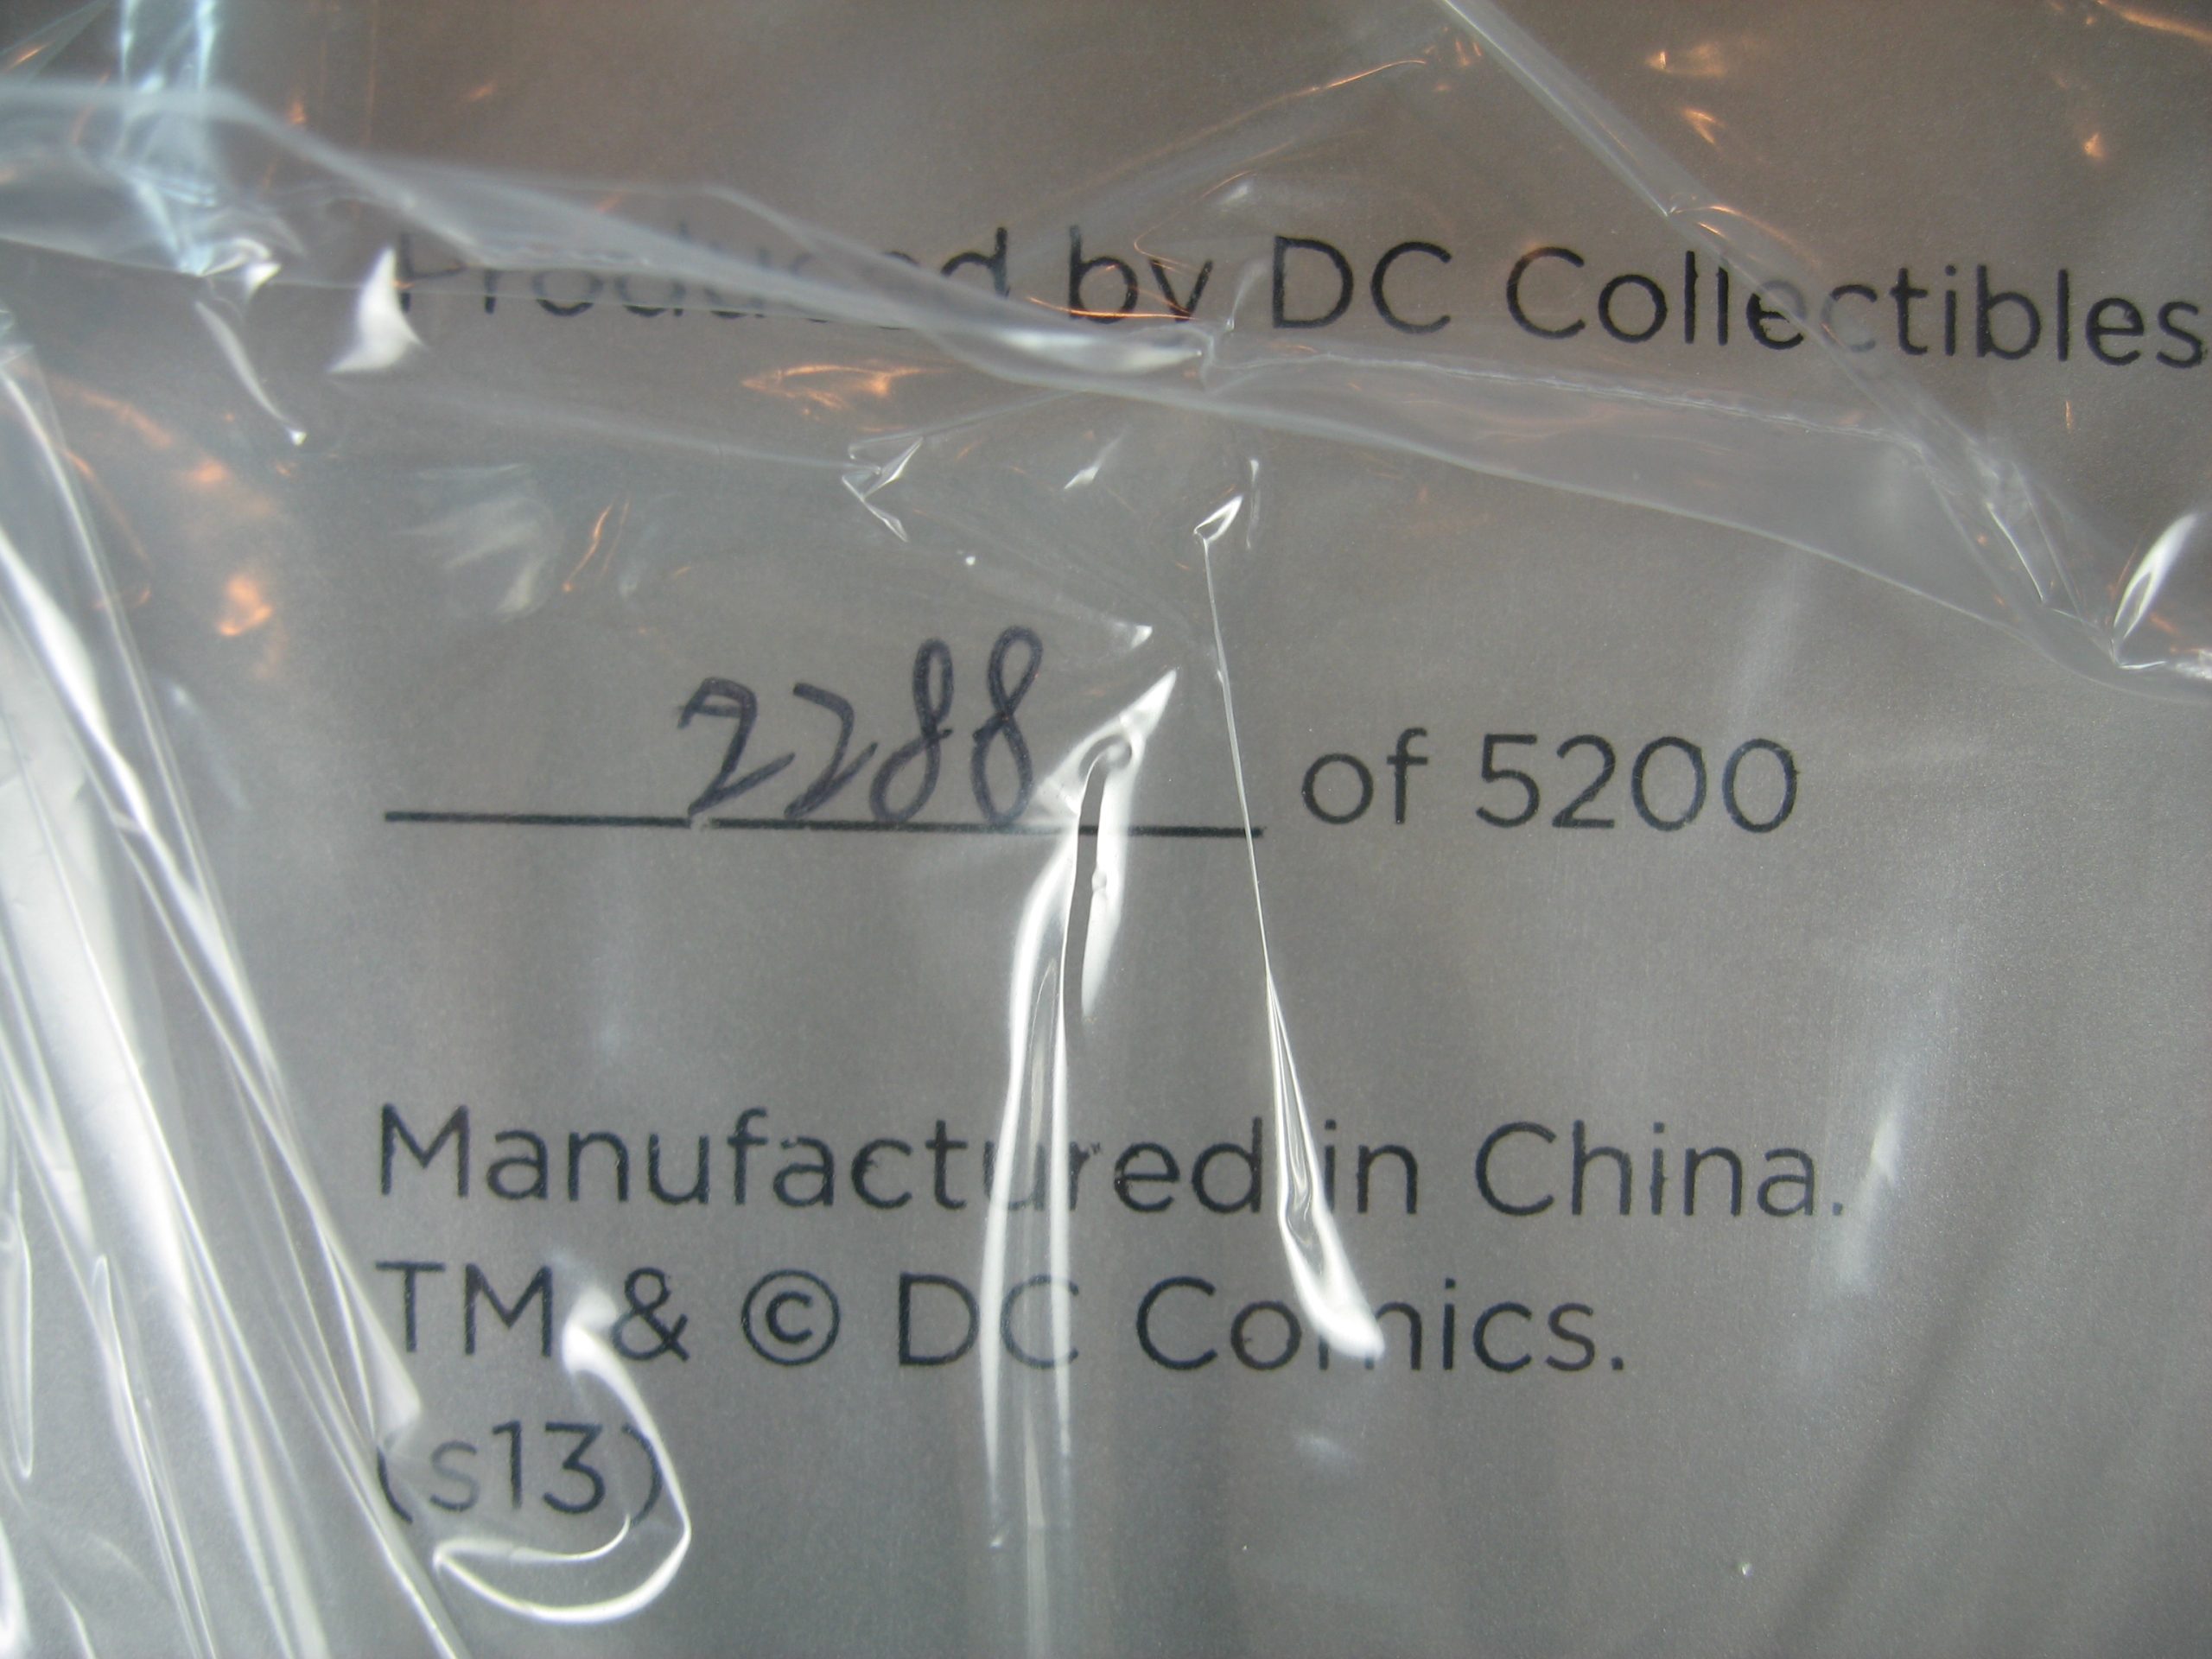 Produced by DC Collectibles
2288 of 5200
Manufactured in China.
TM & © DC Comics.
(s13)